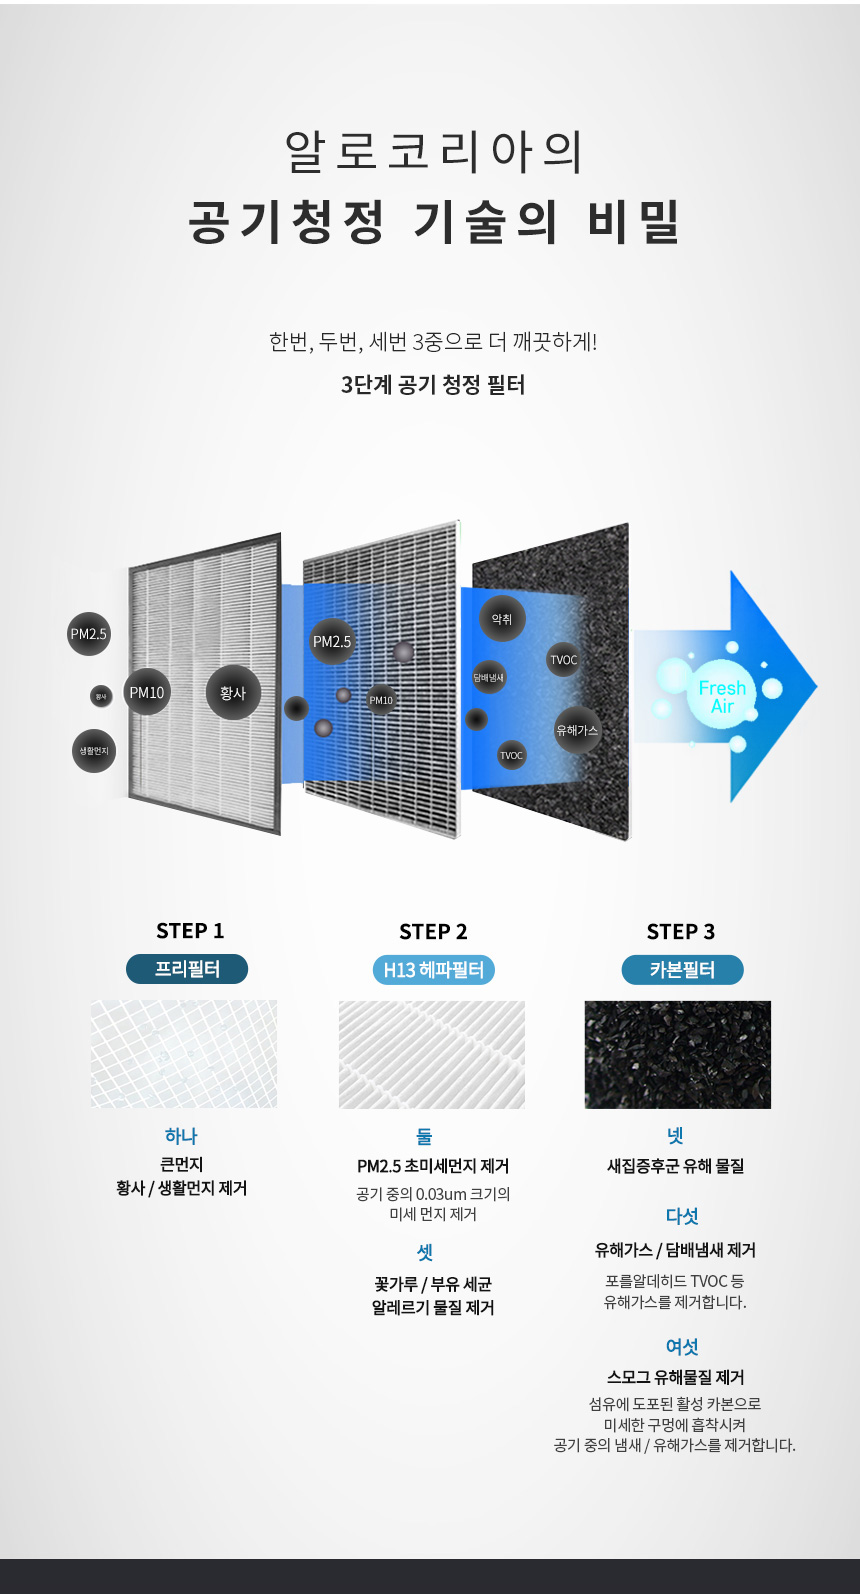 알로코리아의
공기청정 기술의 비밀
한번, 두번, 세번 3중으로 더 깨끗하게!
3단계 공기 청정 필터
PM2.5
황사
생활먼지
PM10
황사
PM2.5
PM10
악취
담배냄새
TVOC
유해가스
TVOC
Fresh
Air
STEP 1
프리필터
하나
큰먼지
황사 / 생활먼지 제거
STEP 2
H13 헤파필터
둘
PM2.5 초미세먼지 제거
공기 중의 0.03um 크기의
미세 먼지 제거
셋
꽃가루 / 부유 세균
알레르기 물질 제거
STEP 3
카본필터
넷
새집증후군 유해 물질
다섯
유해가스 / 담배냄새 제거
포를알데히드 TVOC 등
유해가스를 제거합니다.
여섯
스모그 유해물질 제거
섬유에 도포된 활성 카본으로
미세한 구멍에 흡착시켜
공기 중의 냄새 / 유해가스를 제거합니다.